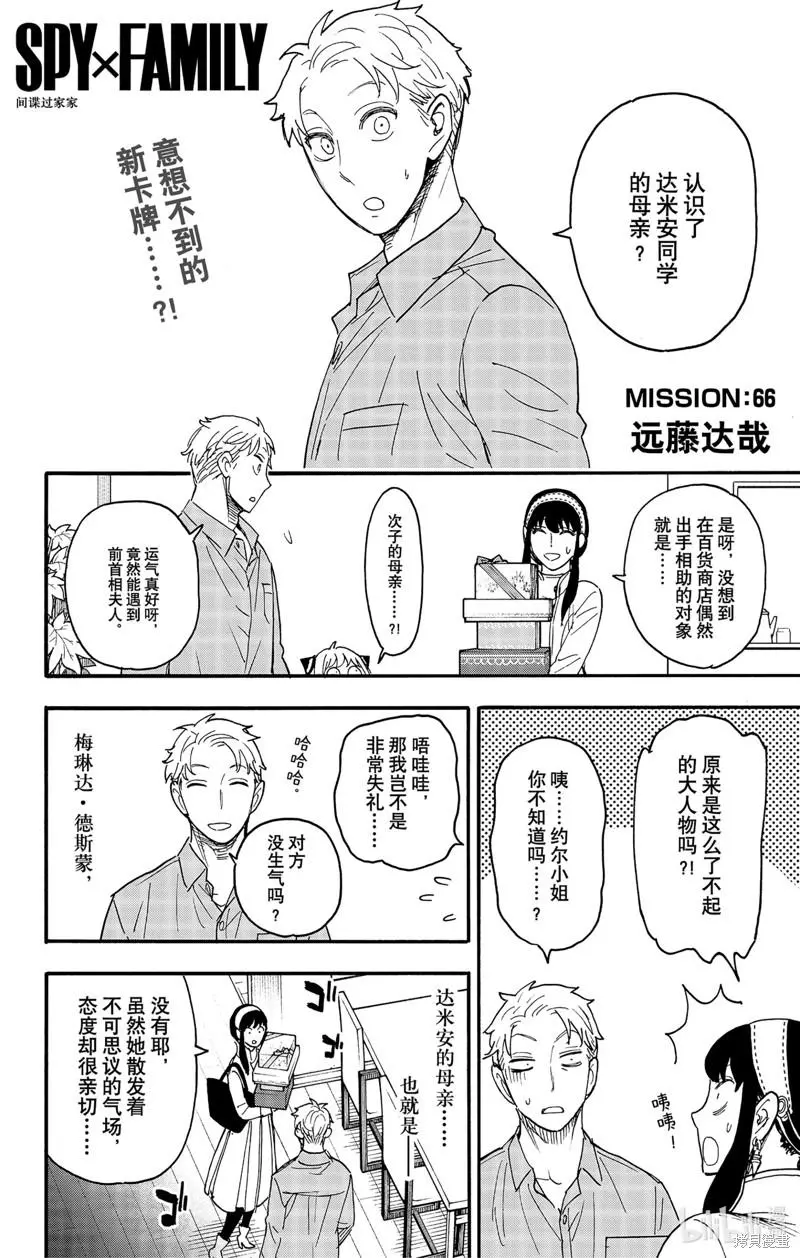 SPY×FAMILY
间谍过家家
认识了
达米安同学
的母亲？
意想不到的
新卡牌……?!
MISSION:66
远藤达哉
是呀，没想到
在百货商店偶然
出手相助的对象
就是……
次子的母亲……?!
运气真好呀，
竟然能遇到
前首相夫人。
原来是这么了不起
的大人物吗?!
咦……约尔小姐
你不知道吗……？
咦咦！
唔哇哇，
那我岂不是
非常失礼……
对方
没生气吗？
哈哈哈。
梅琳达·德斯蒙，
达米安的母亲……
也就是——
没有耶，
虽然她散发着
不可思议的气场，
态度却很亲切……
ゴ
ゴ
拷贝漫画